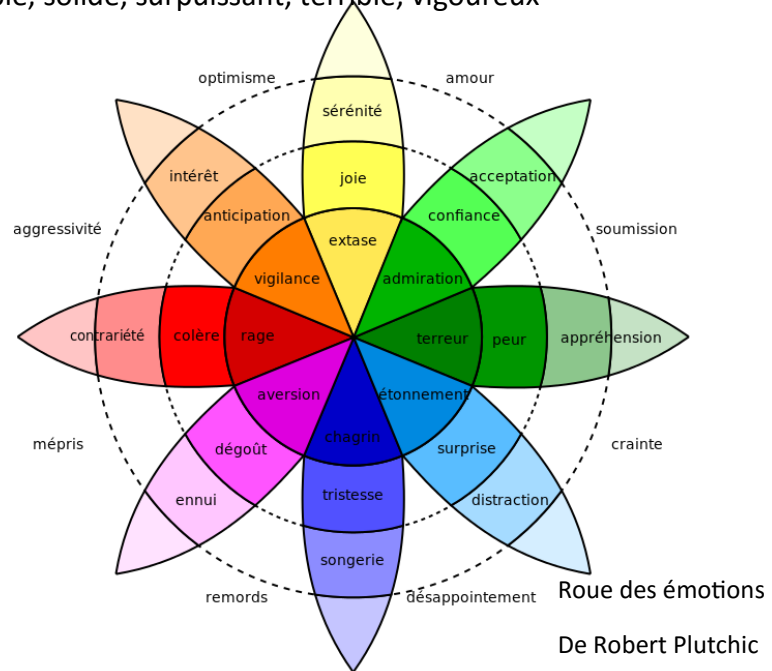 solide, surpuissant, terrible, vigoureux
optimisme
amour
sérénité
intérêt
joie
acceptation
anticipation
confiance
aggressivité
extase
soumission
vigilance
admiration
contrariété
colère
rage
terreur
peur
appréhension
aversion
étonnement
mépris
dégoût
chagrin
surprise
crainte
ennui
tristesse
distraction
songerie
remords
désappointement
Roue des émotions
De Robert Plutchic